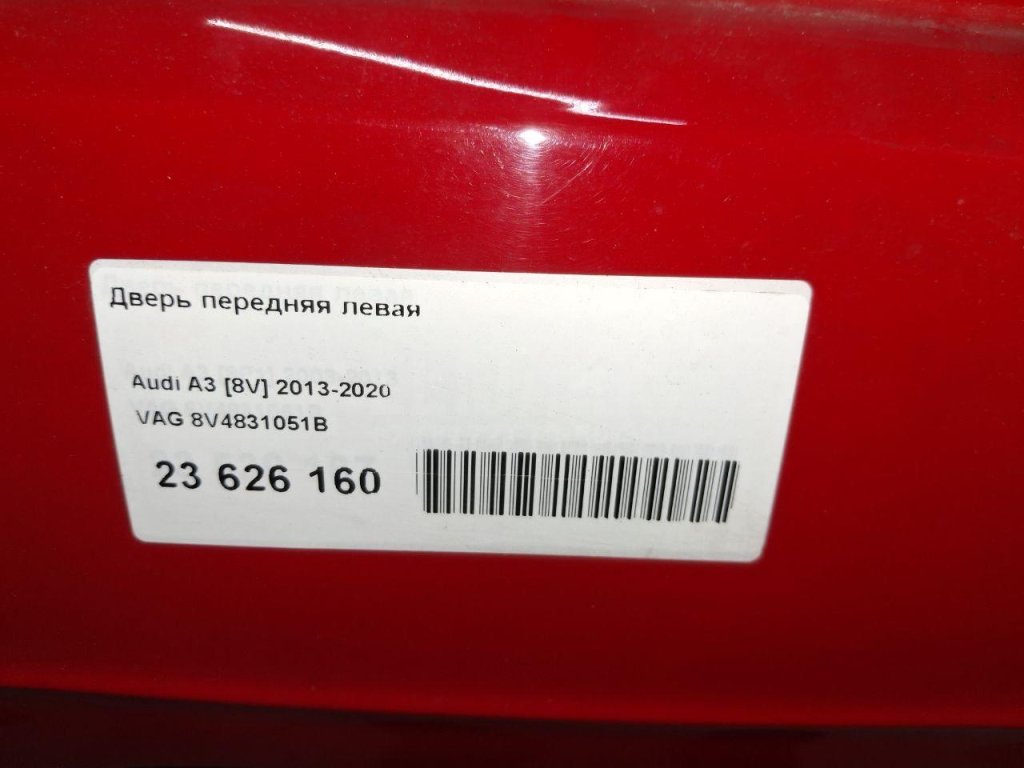 Дверь передняя левая
Audi A3 [8V] 2013-2020
VAG 8V4831051B
23 626 160